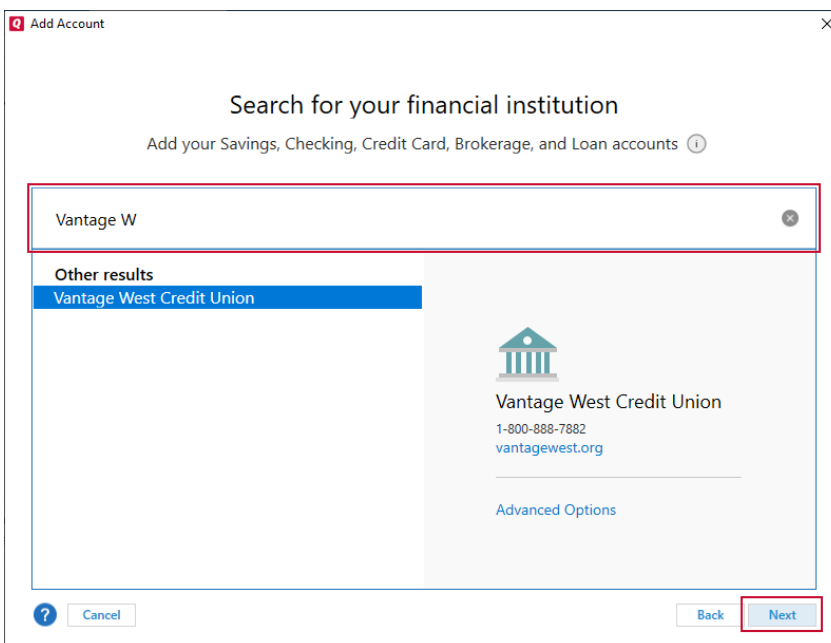 Add Account
Search for your financial institution
Add your Savings, Checking, Credit Card, Brokerage, and Loan accounts i
Vantage W
Other results
Vantage West Credit Union
Vantage West Credit Union
1-800-888-7882
vantagewest.org
Advanced Options
? Cancel Back Next